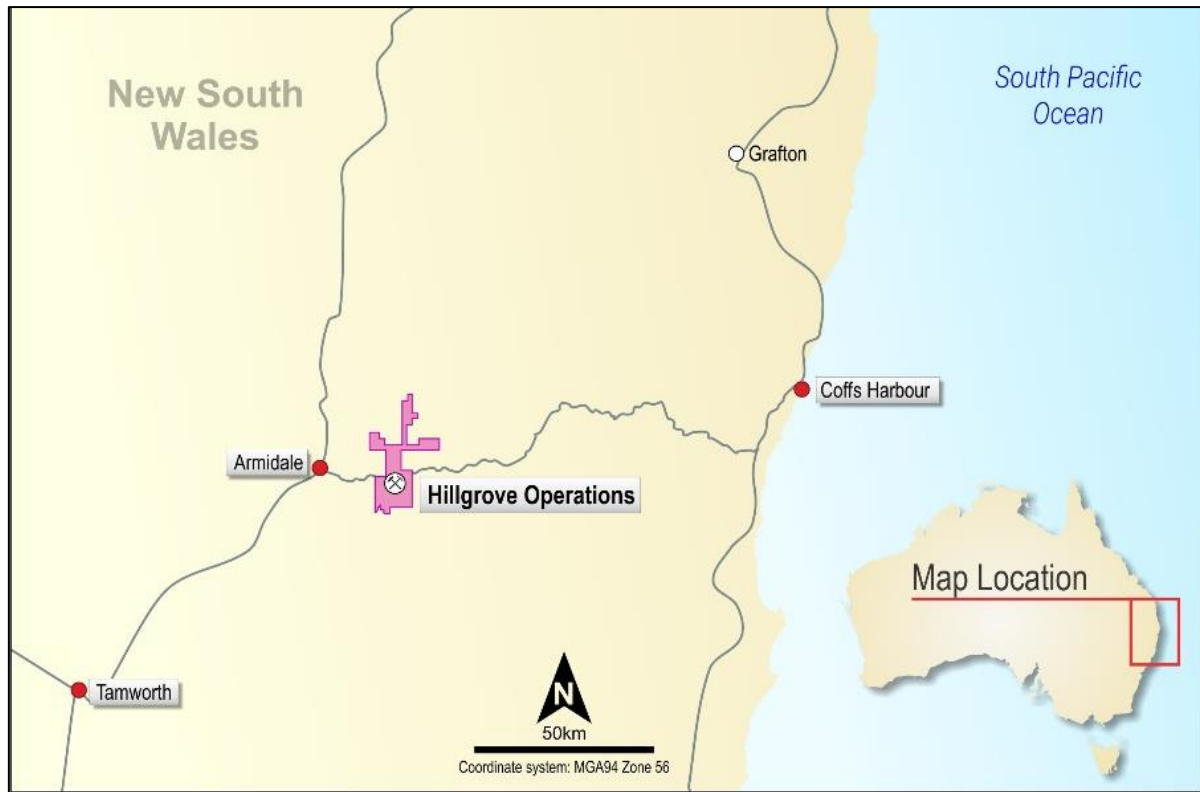 New South
Wales
South Pacific
Ocean
Grafton
Coffs Harbour
Armidale
Hillgrove Operations
Map Location
Tamworth
N
50km
Coordinate system: MGA94 Zone 56